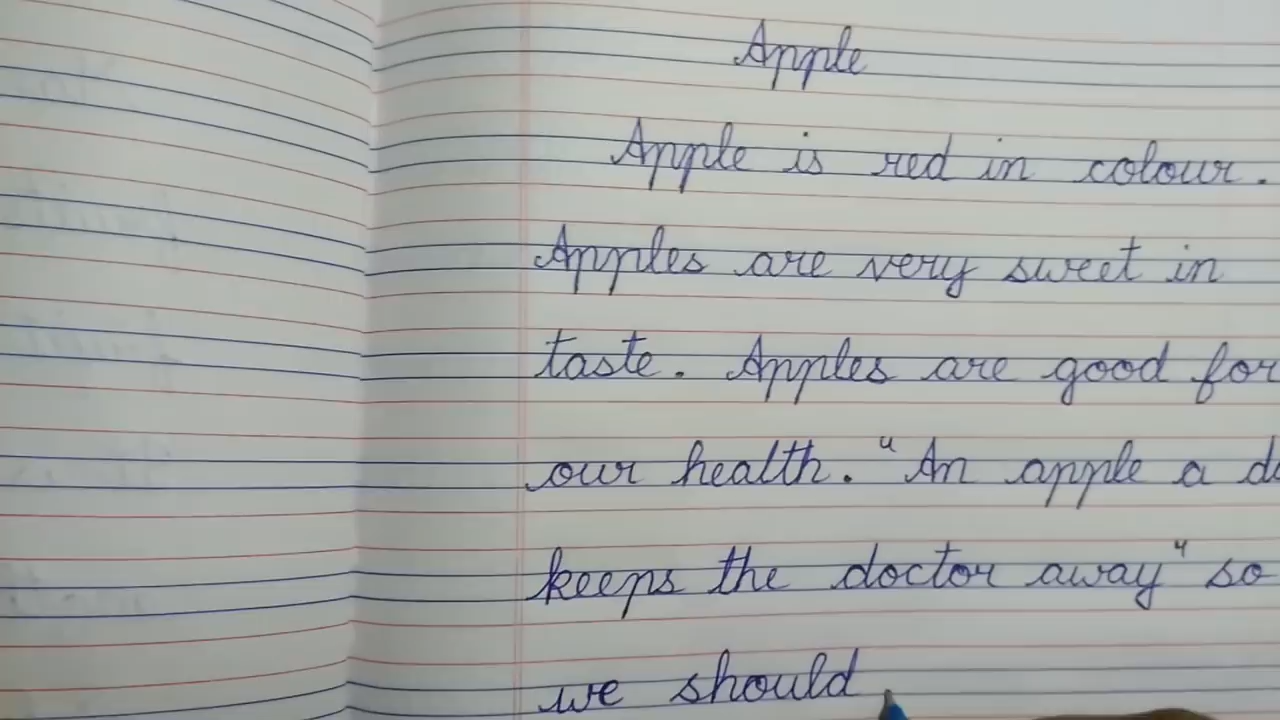 Apple
Apple is red in colour.
Apples are very sweet in
taste. Apples are good for
our health. "An apple a
keeps the doctor away" so
we should